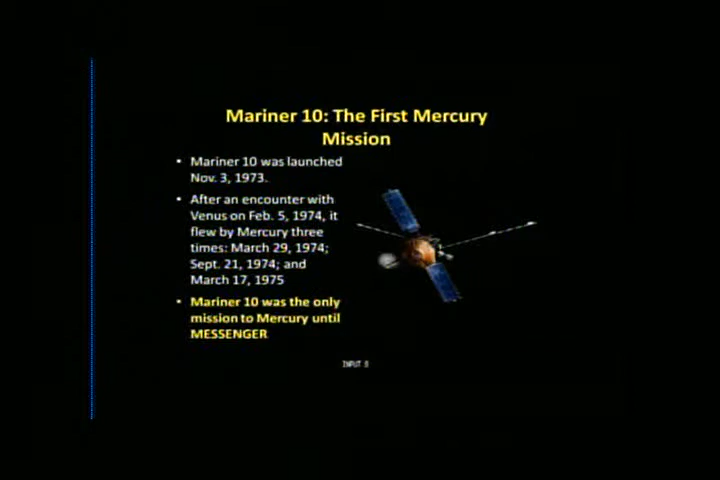 Mariner 10: The First Mercury
Mission
• Mariner 10 was launched
Nov. 3, 1973.
• After an encounter with
Venus on Feb. 5, 1974, it
flew by Mercury three
times: March 29, 1974;
Sept. 21, 1974; and
March 17, 1975
• Mariner 10 was the only
mission to Mercury until
MESSENGER